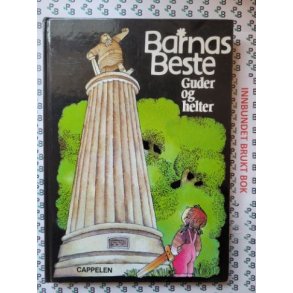 Barnas
Beste
Guder
og
helter
CAPPELEN
INNBUNDET BRUKT BOK